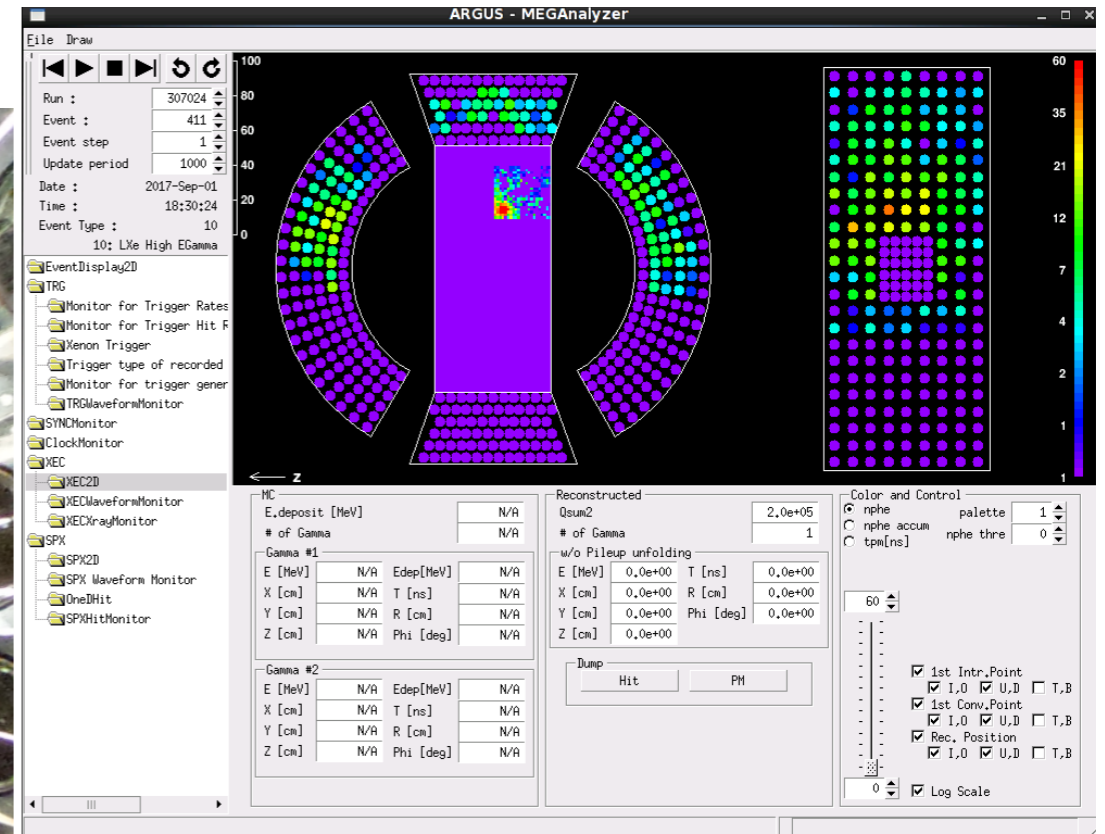 ARGUS - MEGAnalyzer
File Draw
Run : 307024
Event : 411
Event step 1
Update period 1000
Date : 2017-Sep-01
Time : 18:30:24
Event Type : 10
10: LXe High EGamma
EventDisplay2D
TRG
Monitor for Trigger Rates
Monitor for Trigger Hit R
Xenon Trigger
Trigger type of recorded
Monitor for trigger gener
TRGWaveformMonitor
SYNCMonitor
ClockMonitor
XEC
XEC2D
XECWaveformMonitor
XECXrayMonitor
SPX
SPX2D
SPX Waveform Monitor
OneDHit
SPXHitMonitor
100
80
60
40
20
0
Z
60
35
21
12
7
4
2
1
1
MC
E.deposit [MeV] N/A
# of Gamma N/A
Gamma #1
E [MeV] N/A Edep[MeV] N/A
X [cm] N/A T [ns] N/A
Y [cm] N/A R [cm] N/A
Z [cm] N/A Phi [deg] N/A
Gamma #2
E [MeV] N/A Edep[MeV] N/A
X [cm] N/A T [ns] N/A
Y [cm] N/A R [cm] N/A
Z [cm] N/A Phi [deg] N/A
Reconstructed
Qsum2 2.0e+05
# of Gamma 1
w/o Pileup unfolding
E [MeV] 0.0e+00 T [ns] 0.0e+00
X [cm] 0.0e+00 R [cm] 0.0e+00
Y [cm] 0.0e+00 Phi [deg] 0.0e+00
Z [cm] 0.0e+00
Dump
Hit PM
Color and Control
nphe palette 1
nphe accum nphe thre 0
tpm[ns]
60
1st Intr.Point
I,O U,D T,B
1st Conv.Point
I,O U,D T,B
Rec. Position
I,O U,D T,B
0 Log Scale